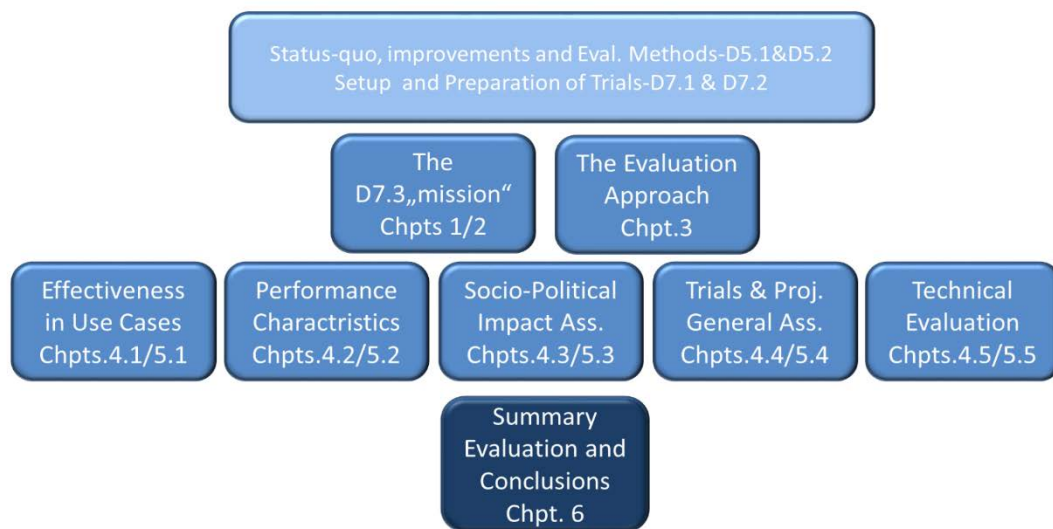 Status-quo, improvements and Eval. Methods-D5.1&D5.2
Setup and Preparation of Trials-D7.1 & D7.2
The
D7.3„mission“
Chpts 1/2
The Evaluation
Approach
Chpt.3
Effectiveness
in Use Cases
Chpts.4.1/5.1
Performance
Charactristics
Chpts.4.2/5.2
Socio-Political
Impact Ass.
Chpts.4.3/5.3
Trials & Proj.
General Ass.
Chpts.4.4/5.4
Technical
Evaluation
Chpts.4.5/5.5
Summary
Evaluation and
Conclusions
Chpt. 6